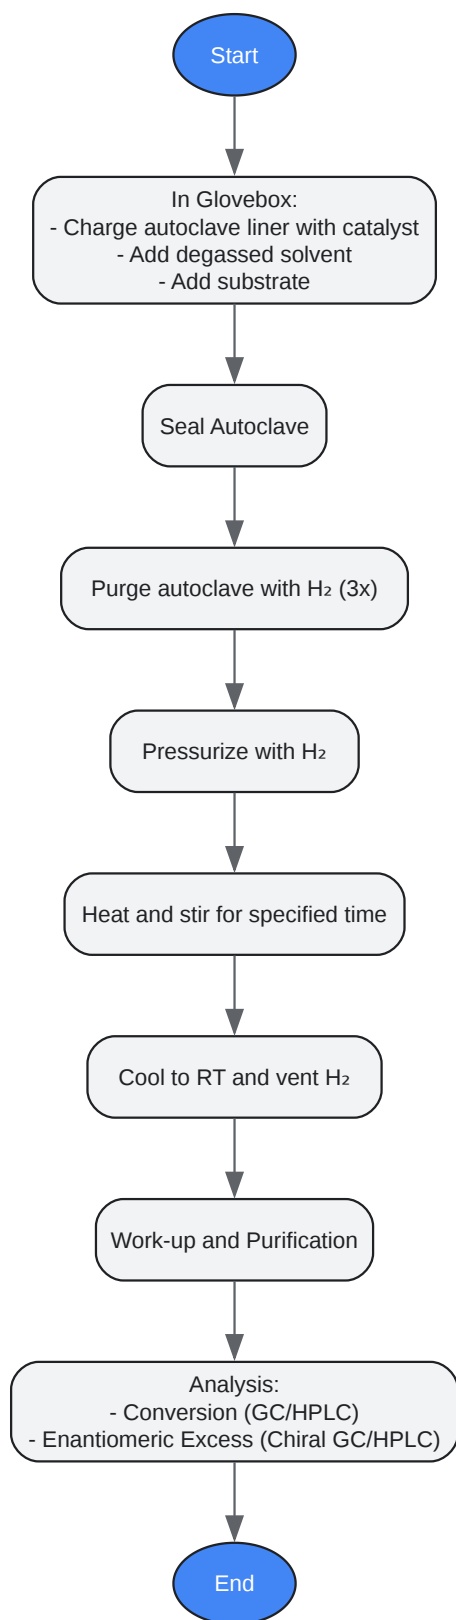 Start
In Glovebox:
- Charge autoclave liner with catalyst
- Add degassed solvent
- Add substrate
Seal Autoclave
Purge autoclave with H₂ (3x)
Pressurize with H₂
Heat and stir for specified time
Cool to RT and vent H₂
Work-up and Purification
Analysis:
- Conversion (GC/HPLC)
- Enantiomeric Excess (Chiral GC/HPLC)
End